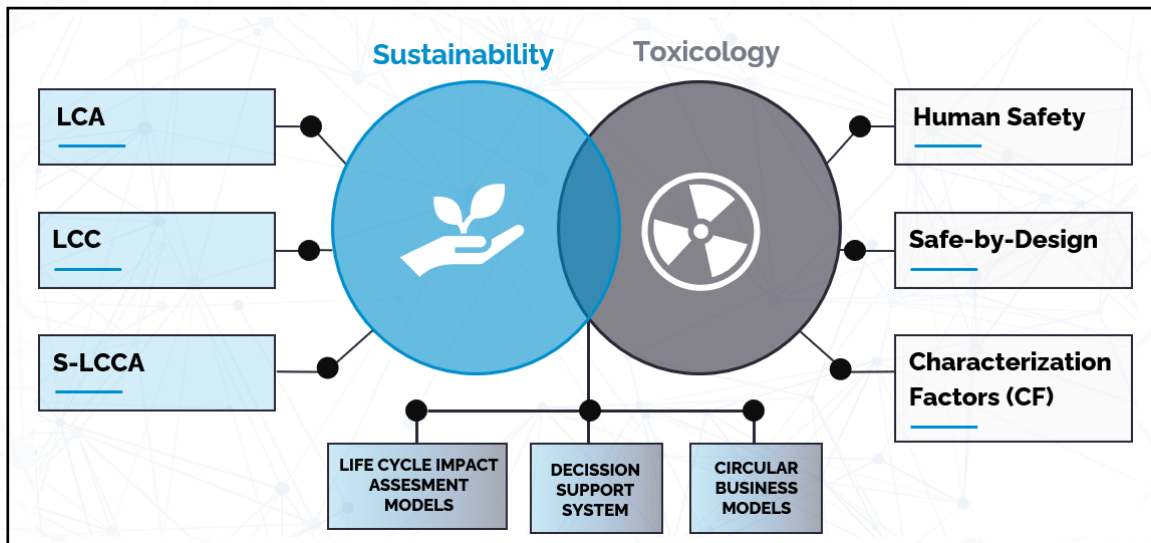 Sustainability
Toxicology
LCA
LCC
S-LCCA
Human Safety
Safe-by-Design
Characterization
Factors (CF)
LIFE CYCLE IMPACT
ASSESMENT
MODELS
DECISSION
SUPPORT
SYSTEM
CIRCULAR
BUSINESS
MODELS